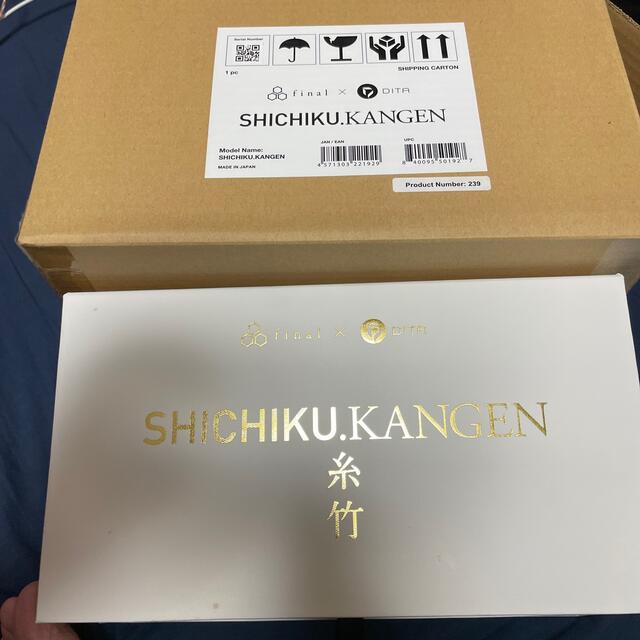 Serial Number
1 pc
SHIPPING CARTON
final × DITA
SHICHIKU.KANGEN
Model Name:
SHICHIKU.KANGEN
MADE IN JAPAN
JAN / EAN
4 571303 221929
UPC
8 40095 50192 7
Product Number: 239
final × DITA
SHICHIKU.KANGEN
糸
竹